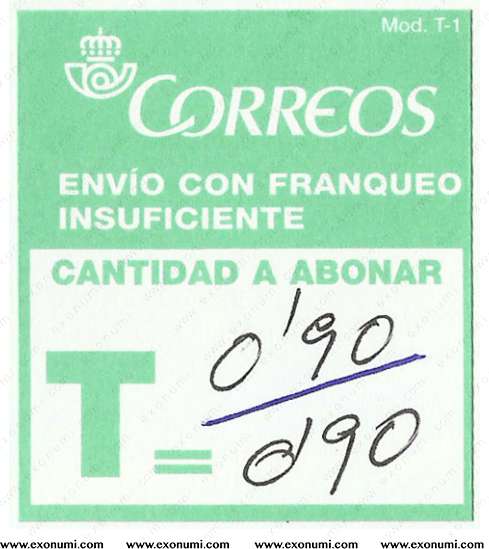 Mod. T-1
CORREOS
ENVÍO CON FRANQUEO
INSUFICIENTE
CANTIDAD A ABONAR
T = 0'90
0'90
www.exonumi.com www.exonumi.com www.exonumi.com www.exonumi.com